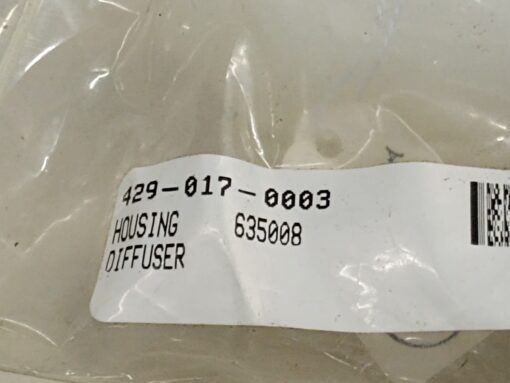 429-017-0003
HOUSING 635008
DIFFUSER